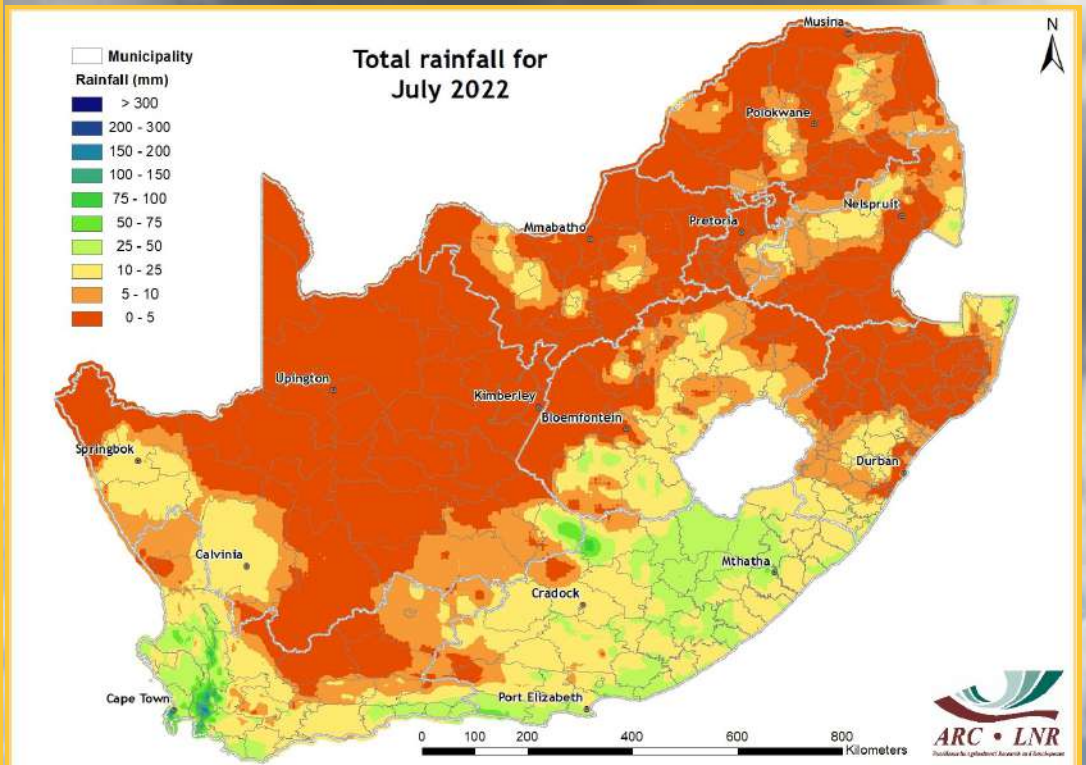 Total rainfall for
July 2022
N
Municipality
Rainfall (mm)
> 300
200 - 300
150 - 200
100 - 150
75 - 100
50 - 75
25 - 50
10 - 25
5 - 10
0 - 5
Musina
Polokwane
Nelspruit
Pretoria
Mmabatho
Upington
Kimberley
Bloemfontein
Springbok
Durban
Calvinia
Mthatha
Cradock
Cape Town
Port Elizabeth
0 100 200 400 600 800
Kilometers
ARC • LNR